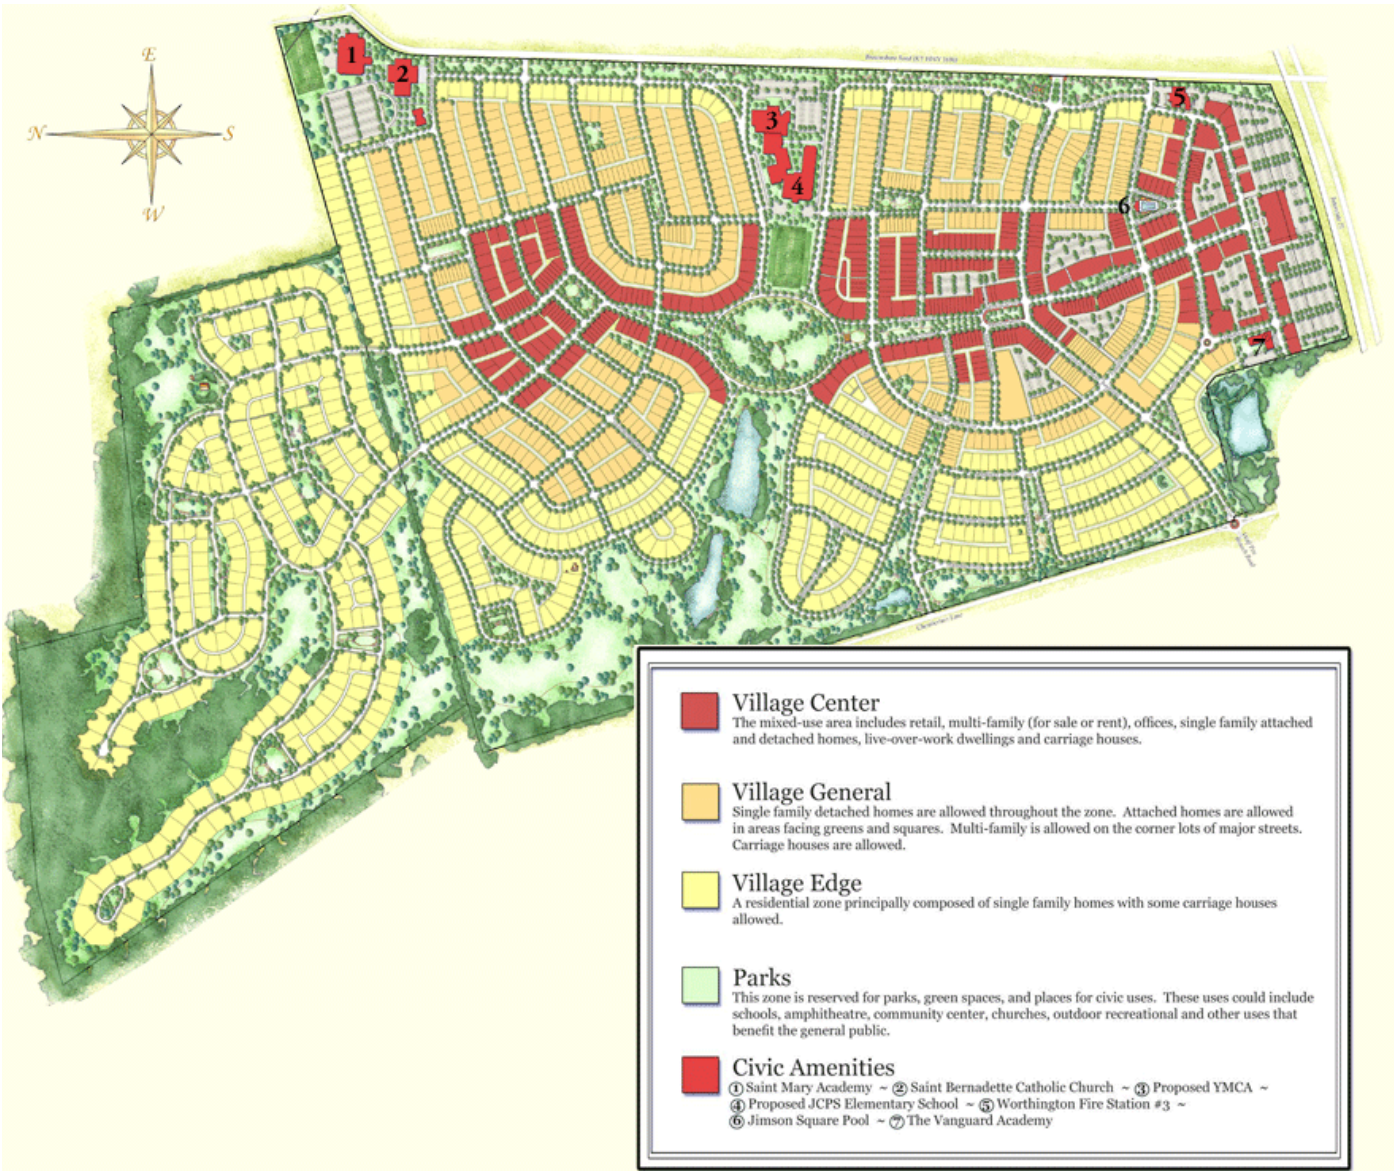 E
N
S
W
1
2
3
4
5
6
7
Village Center
The mixed-use area includes retail, multi-family (for sale or rent), offices, single family attached
and detached homes, live-over-work dwellings and carriage houses.
Village General
Single family detached homes are allowed throughout the zone. Attached homes are allowed
in areas facing greens and squares. Multi-family is allowed on the corner lots of major streets.
Carriage houses are allowed.
Village Edge
A residential zone principally composed of single family homes with some carriage houses
allowed.
Parks
This zone is reserved for parks, green spaces, and places for civic uses. These uses could include
schools, amphitheatre, community center, churches, outdoor recreational and other uses that
benefit the general public.
Civic Amenities
① Saint Mary Academy ~ ② Saint Bernadette Catholic Church ~ ③ Proposed YMCA ~
④ Proposed JCPS Elementary School ~ ⑤ Worthington Fire Station #3 ~
⑥ Jimson Square Pool ~ ⑦ The Vanguard Academy